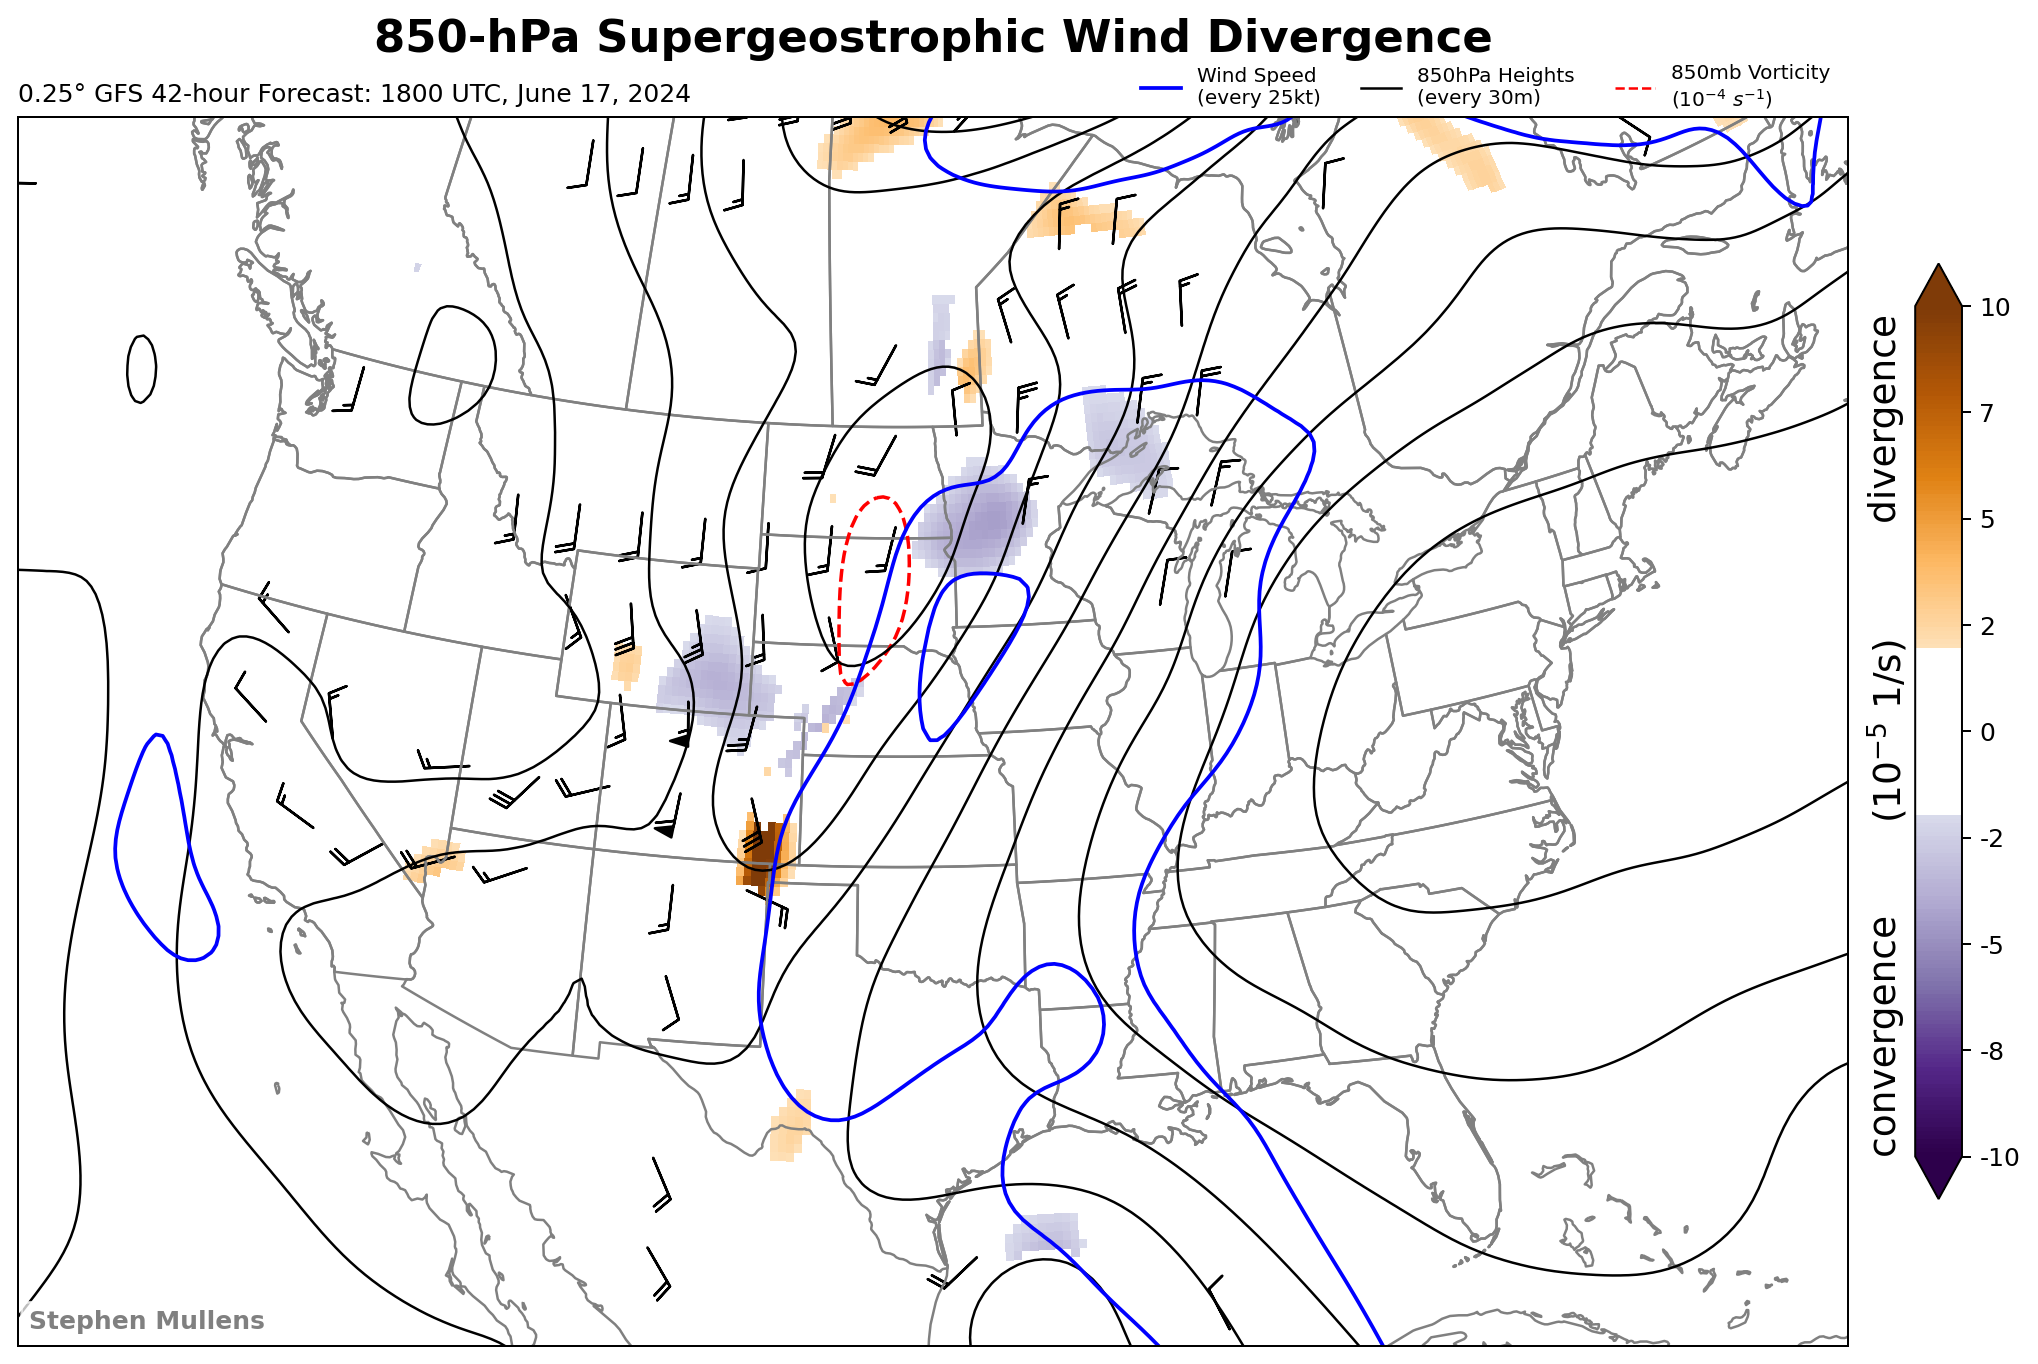 850-hPa Supergeostrophic Wind Divergence
0.25° GFS 42-hour Forecast: 1800 UTC, June 17, 2024
Wind Speed
(every 25kt)
850hPa Heights
(every 30m)
850mb Vorticity
(10⁻⁴ s⁻¹)
10
7
5
2
0
-2
-5
-8
-10
convergence (10⁻⁵ 1/s) divergence
Stephen Mullens